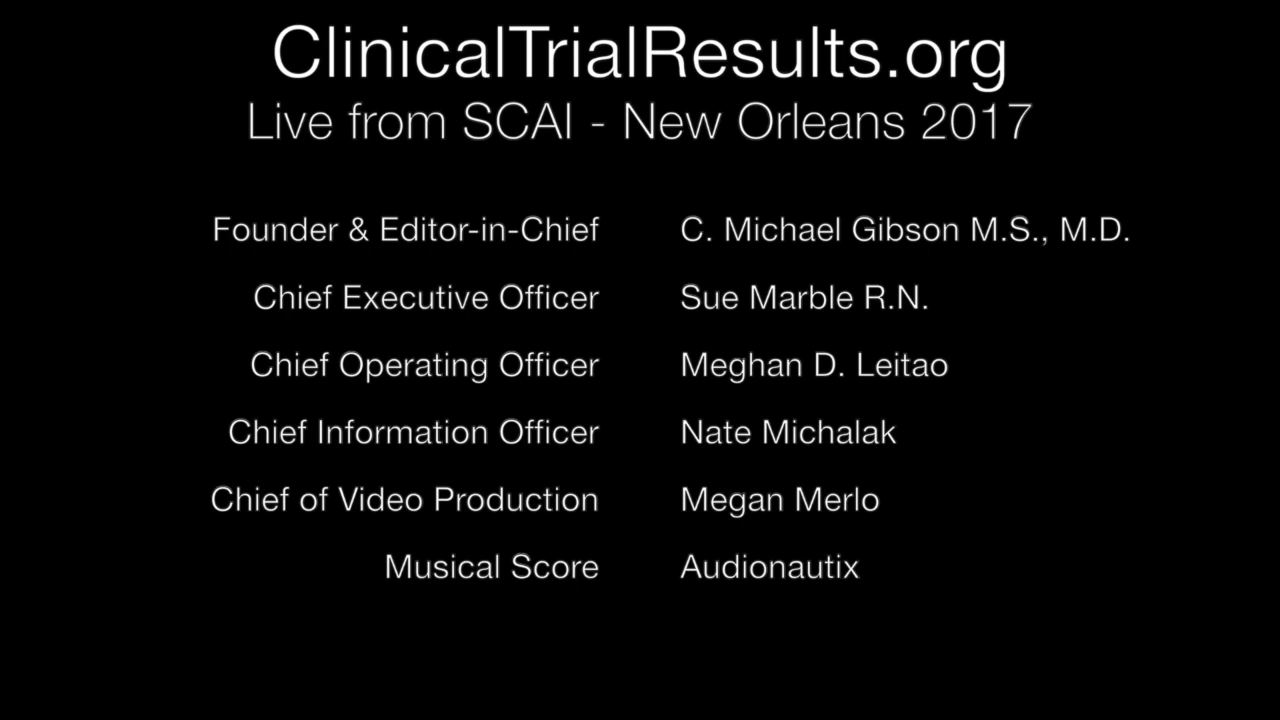 ClinicalTrialResults.org
Live from SCAI - New Orleans 2017
Founder & Editor-in-Chief C. Michael Gibson M.S., M.D.
Chief Executive Officer Sue Marble R.N.
Chief Operating Officer Meghan D. Leitao
Chief Information Officer Nate Michalak
Chief of Video Production Megan Merlo
Musical Score Audionautix